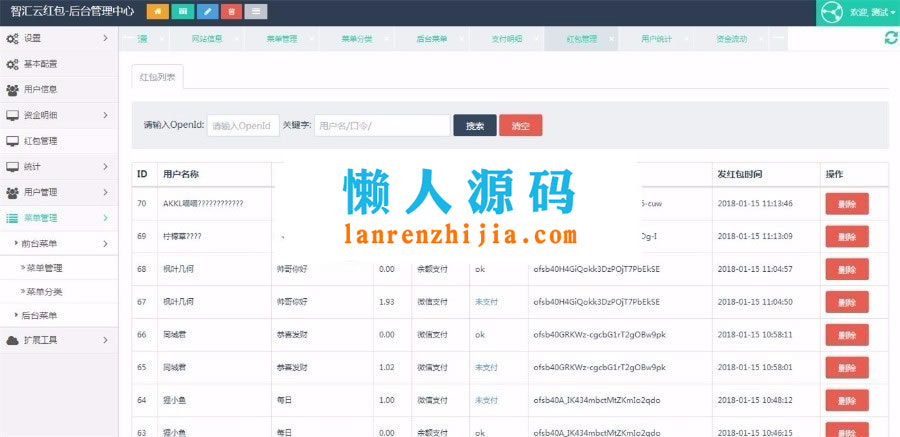 智汇云红包-后台管理中心 欢迎, 测试
网站信息 菜单管理 菜单分类 后台菜单 支付明细 红包管理 用户统计 资金流动
设置
基本配置
用户信息
资金明细
红包管理
统计
用户管理
菜单管理
前台菜单
菜单管理
菜单分类
后台菜单
扩展工具
红包列表
请输入OpenId: 请输入OpenId 关键字: 用户名/口令/ 搜索 清空
ID 用户名称 发红包时间 操作
70 2018-01-15 11:13:46 删除
69 柠檬草???? 2018-01-15 11:13:09 删除
68 枫叶几何 帅哥你好 0.00 余额支付 ok ofsb40H4GiQokk3DzPOjT7PbEkSE 2018-01-15 11:04:57 删除
67 枫叶几何 帅哥你好 1.93 微信支付 未支付 ofsb40H4GiQokk3DzPOjT7PbEkSE 2018-01-15 11:04:50 删除
66 同城君 恭喜发财 0.00 微信支付 ok ofsb40GRKWz-cgcbG1rT2gOBw9pk 2018-01-15 10:58:11 删除
65 同城君 恭喜发财 1.02 微信支付 未支付 ofsb40GRKWz-cgcbG1rT2gOBw9pk 2018-01-15 10:58:01 删除
64 狸小鱼 每日 1.00 微信支付 未支付 ofsb40A_JK434mbctMtZKmIo2qdo 2018-01-15 10:48:12 删除
63 狸小鱼 每日 0.00 余额支付 ok ofsb40A_JK434mbctMtZKmIo2qdo 2018-01-15 10:46:15 删除
懒人源码
lanrenzhijia.com